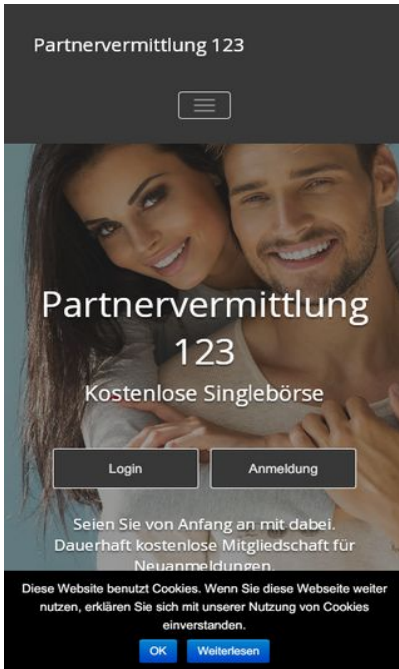 Partnervermittlung 123
Partnervermittlung
123
Kostenlose Singlebörse
Login
Anmeldung
Seien Sie von Anfang an mit dabei.
Dauerhaft kostenlose Mitgliedschaft für
Neuanmeldungen.
Diese Website benutzt Cookies. Wenn Sie diese Webseite weiter
nutzen, erklären Sie sich mit unserer Nutzung von Cookies
einverstanden.
OK
Weiterlesen